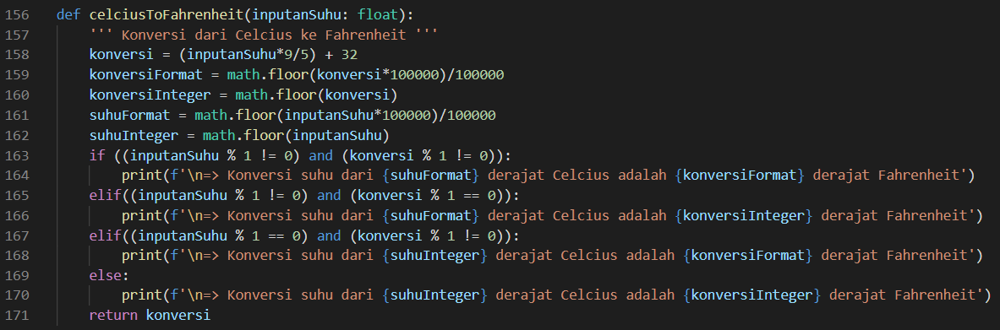 156 def celciusToFahrenheit(inputanSuhu: float):
157     ''' Konversi dari Celcius ke Fahrenheit '''
158     konversi = (inputanSuhu*9/5) + 32
159     konversiFormat = math.floor(konversi*100000)/100000
160     konversiInteger = math.floor(konversi)
161     suhuFormat = math.floor(inputanSuhu*100000)/100000
162     suhuInteger = math.floor(inputanSuhu)
163     if ((inputanSuhu % 1 != 0) and (konversi % 1 != 0)):
164         print(f'\n=> Konversi suhu dari {suhuFormat} derajat Celcius adalah {konversiFormat} derajat Fahrenheit')
165     elif((inputanSuhu % 1 != 0) and (konversi % 1 == 0)):
166         print(f'\n=> Konversi suhu dari {suhuFormat} derajat Celcius adalah {konversiInteger} derajat Fahrenheit')
167     elif((inputanSuhu % 1 == 0) and (konversi % 1 != 0)):
168         print(f'\n=> Konversi suhu dari {suhuInteger} derajat Celcius adalah {konversiFormat} derajat Fahrenheit')
169     else:
170         print(f'\n=> Konversi suhu dari {suhuInteger} derajat Celcius adalah {konversiInteger} derajat Fahrenheit')
171     return konversi